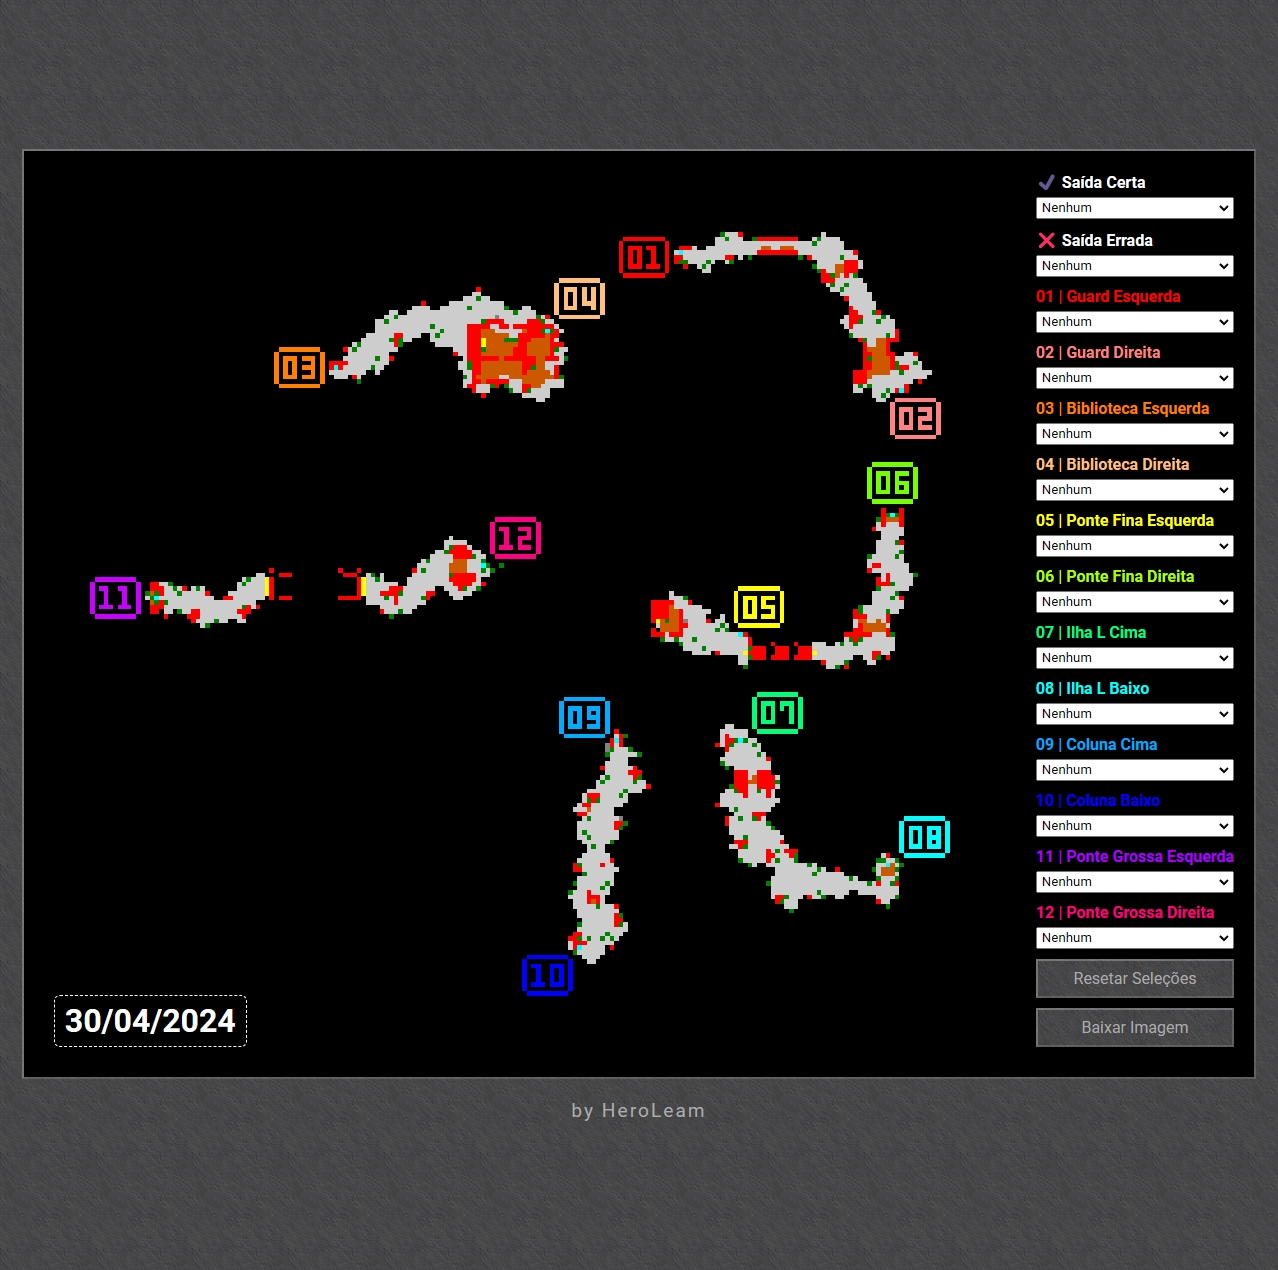 01
04
03
02
06
12
11
05
07
09
08
10
30/04/2024
Saída Certa
Nenhum
Saída Errada
Nenhum
01 | Guard Esquerda
Nenhum
02 | Guard Direita
Nenhum
03 | Biblioteca Esquerda
Nenhum
04 | Biblioteca Direita
Nenhum
05 | Ponte Fina Esquerda
Nenhum
06 | Ponte Fina Direita
Nenhum
07 | Ilha L Cima
Nenhum
08 | Ilha L Baixo
Nenhum
09 | Coluna Cima
Nenhum
10 | Coluna Baixo
Nenhum
11 | Ponte Grossa Esquerda
Nenhum
12 | Ponte Grossa Direita
Nenhum
Resetar Seleções
Baixar Imagem
by HeroLeam